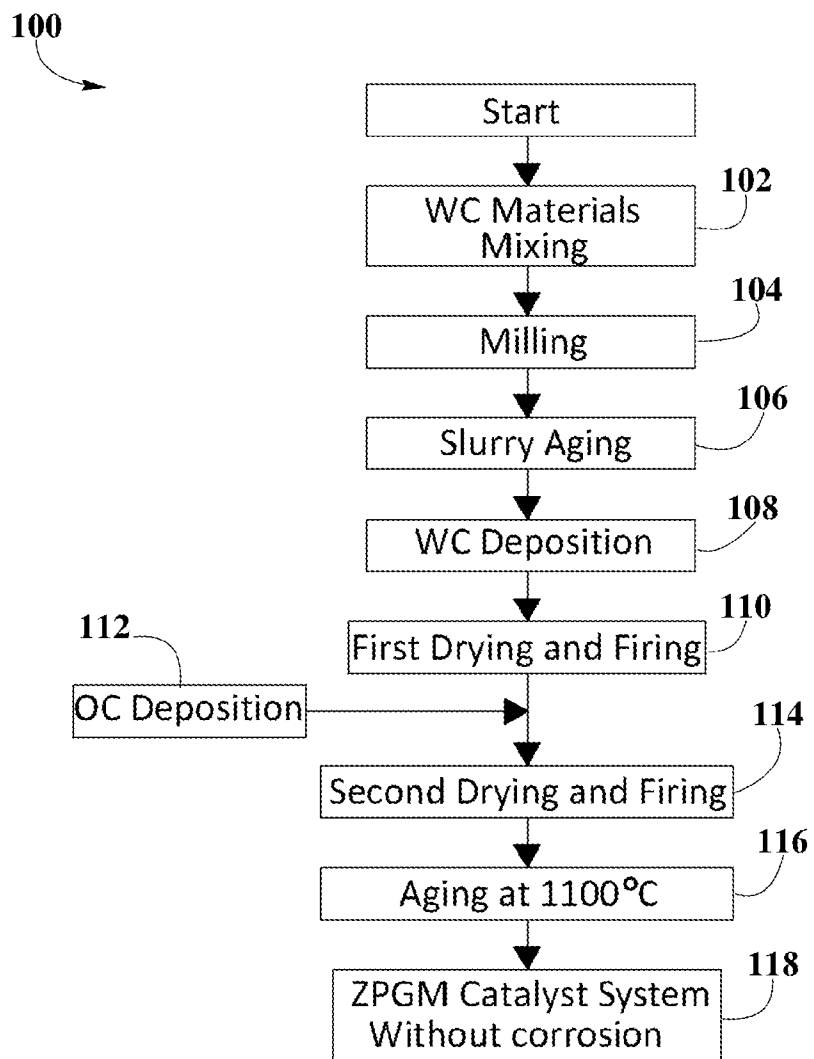 100
Start
WC Materials
Mixing
102
Milling
104
Slurry Aging
106
WC Deposition
108
First Drying and Firing
110
OC Deposition
112
Second Drying and Firing
114
Aging at 1100°C
116
ZPGM Catalyst System
Without corrosion
118